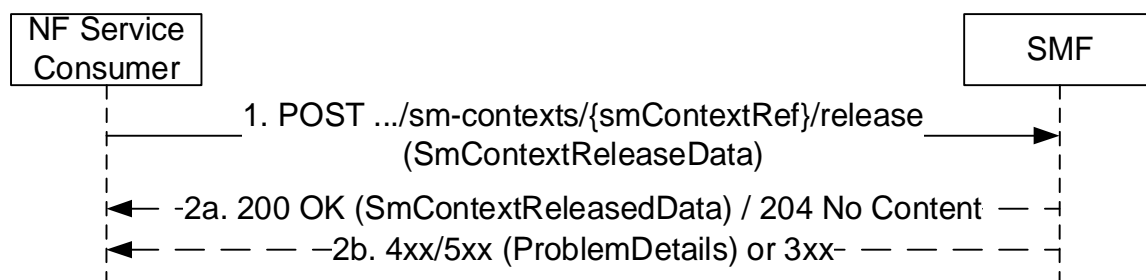 NF Service
Consumer
SMF
1. POST .../sm-contexts/{smContextRef}/release
(SmContextReleaseData)
2a. 200 OK (SmContextReleasedData) / 204 No Content
2b. 4xx/5xx (ProblemDetails) or 3xx